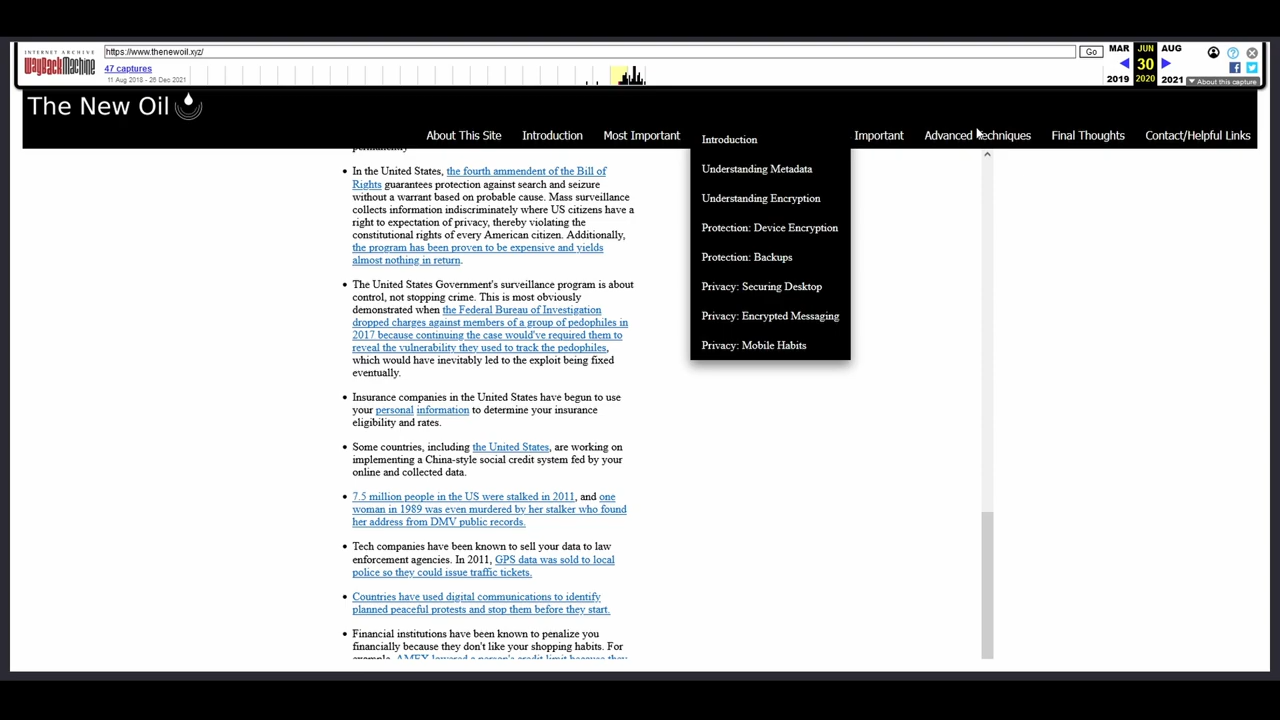 INTERNET ARCHIVE
WayBackMachine
https://www.thenewoil.xyz/
Go
MAR
JUN
AUG
47 captures
30
11 Aug 2018 - 26 Dec 2021
2019
2020
2021
About this capture
The New Oil
About This Site
Introduction
Most Important
Important
Advanced Techniques
Final Thoughts
Contact/Helpful Links
Introduction
Understanding Metadata
Understanding Encryption
Protection: Device Encryption
Protection: Backups
Privacy: Securing Desktop
Privacy: Encrypted Messaging
Privacy: Mobile Habits
permanently
In the United States, the fourth ammendent of the Bill of
Rights guarantees protection against search and seizure
without a warrant based on probable cause. Mass surveillance
collects information indiscriminately where US citizens have a
right to expectation of privacy, thereby violating the
constitutional rights of every American citizen. Additionally,
the program has been proven to be expensive and yields
almost nothing in return.
The United States Government's surveillance program is about
control, not stopping crime. This is most obviously
demonstrated when the Federal Bureau of Investigation
dropped charges against members of a group of pedophiles in
2017 because continuing the case would've required them to
reveal the vulnerability they used to track the pedophiles,
which would have inevitably led to the exploit being fixed
eventually.
Insurance companies in the United States have begun to use
your personal information to determine your insurance
eligibility and rates.
Some countries, including the United States, are working on
implementing a China-style social credit system fed by your
online and collected data.
7.5 million people in the US were stalked in 2011, and one
woman in 1989 was even murdered by her stalker who found
her address from DMV public records.
Tech companies have been known to sell your data to law
enforcement agencies. In 2011, GPS data was sold to local
police so they could issue traffic tickets.
Countries have used digital communications to identify
planned peaceful protests and stop them before they start.
Financial institutions have been known to penalize you
financially because they don't like your shopping habits. For
example, AMEX lowered a person's credit limit because they